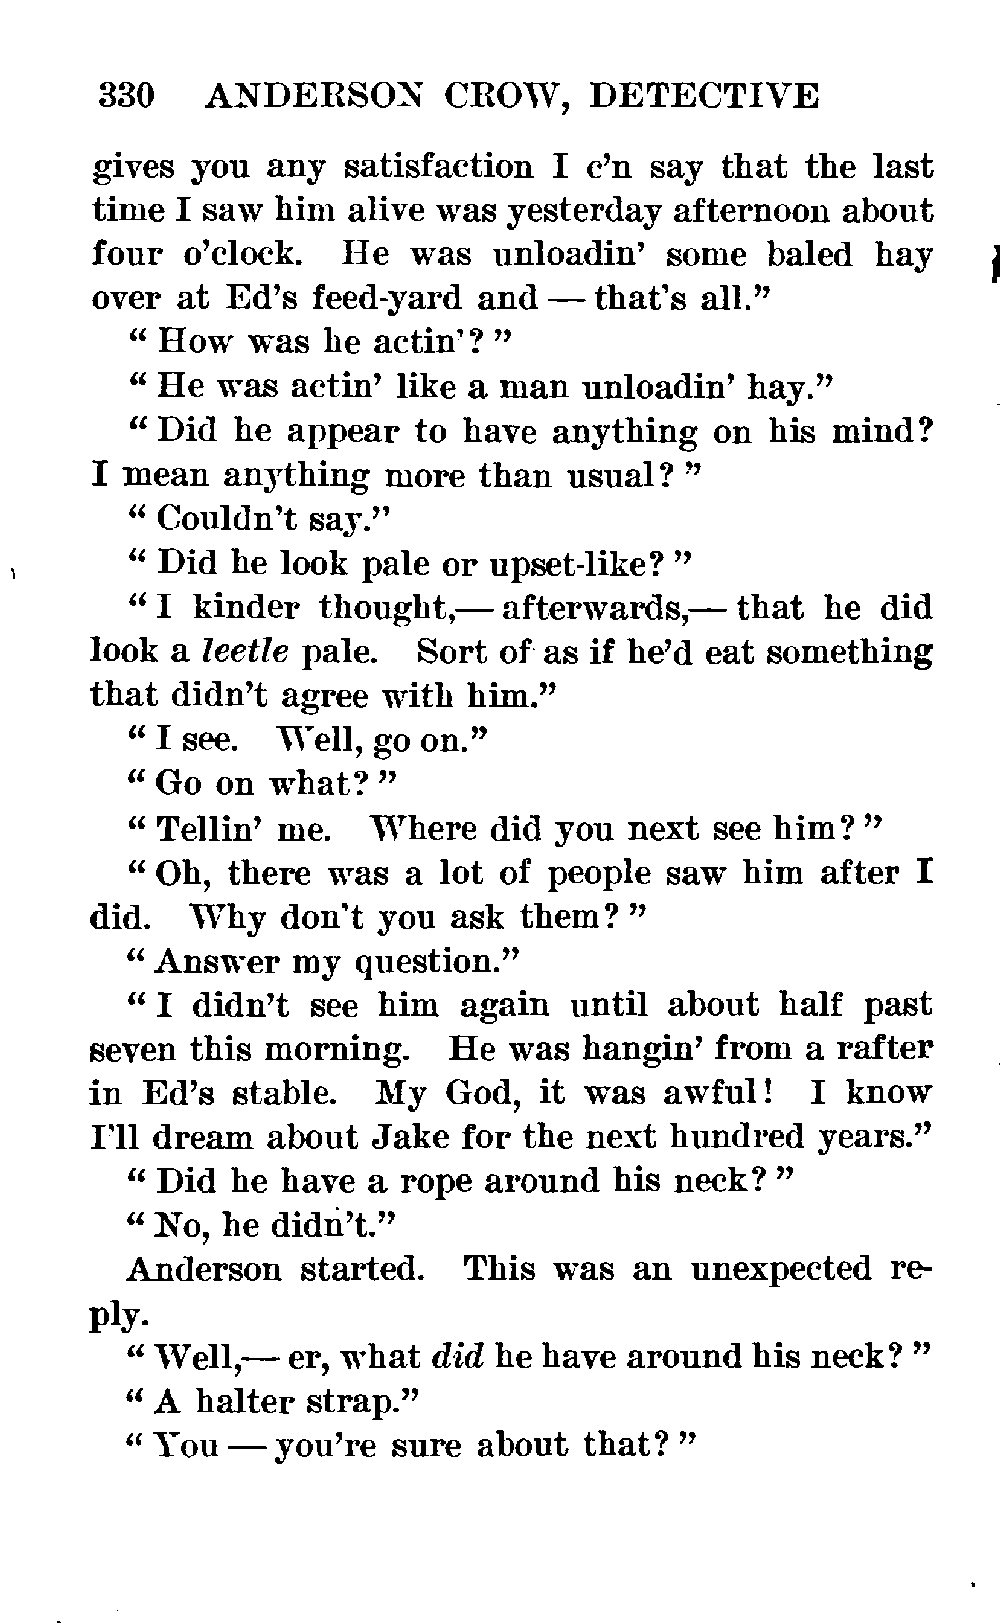 330 ANDERSON CROW, DETECTIVE
gives you any satisfaction I c’n say that the last
time I saw him alive was yesterday afternoon about
four o’clock. He was unloadin’ some baled hay
over at Ed’s feed-yard and — that’s all.”
“ How was he actin’? ”
“ He was actin’ like a man unloadin’ hay.”
“ Did he appear to have anything on his mind?
I mean anything more than usual? ”
“ Couldn’t say.”
“ Did he look pale or upset-like? ”
“ I kinder thought,— afterwards,— that he did
look a leetle pale. Sort of as if he’d eat something
that didn’t agree with him.”
“ I see. Well, go on.”
“ Go on what? ”
“ Tellin’ me. Where did you next see him? ”
“ Oh, there was a lot of people saw him after I
did. Why don’t you ask them? ”
“ Answer my question.”
“ I didn’t see him again until about half past
seven this morning. He was hangin’ from a rafter
in Ed’s stable. My God, it was awful! I know
I’ll dream about Jake for the next hundred years.”
“ Did he have a rope around his neck? ”
“ No, he didn’t.”
Anderson started. This was an unexpected re-
ply.
“ Well,— er, what did he have around his neck? ”
“ A halter strap.”
“ You — you’re sure about that? ”